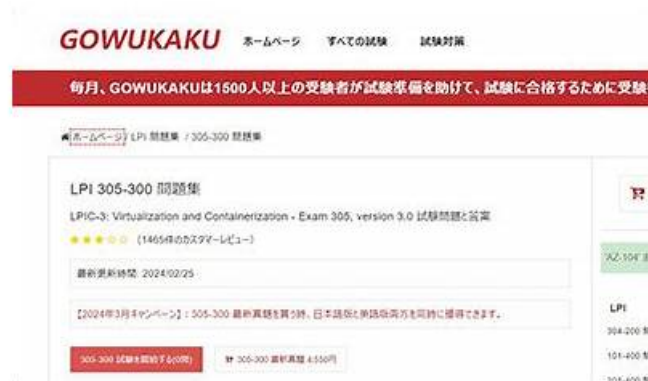 GOWUKAKU
ホームページ すべての試験 試験対策
毎月、GOWUKAKUは1500人以上の受験者が試験準備を助けて、試験に合格するために受験
ホームページ / LPI 問題集 / 305-300 問題集
LPI 305-300 問題集
LPIC-3: Virtualization and Containerization - Exam 305, version 3.0 試験問題と答案
(1465件のカスタマーレビュー)
最新更新時間: 2024/02/25
【2024年3月キャンペーン】:305-300 最新真題を買う時、日本語版と英語版両方を同時に獲得できます。
305-300 試験を開始する(0問)
305-300 最新真題 4,550円
'AZ-104'
LPI
304-200
101-400